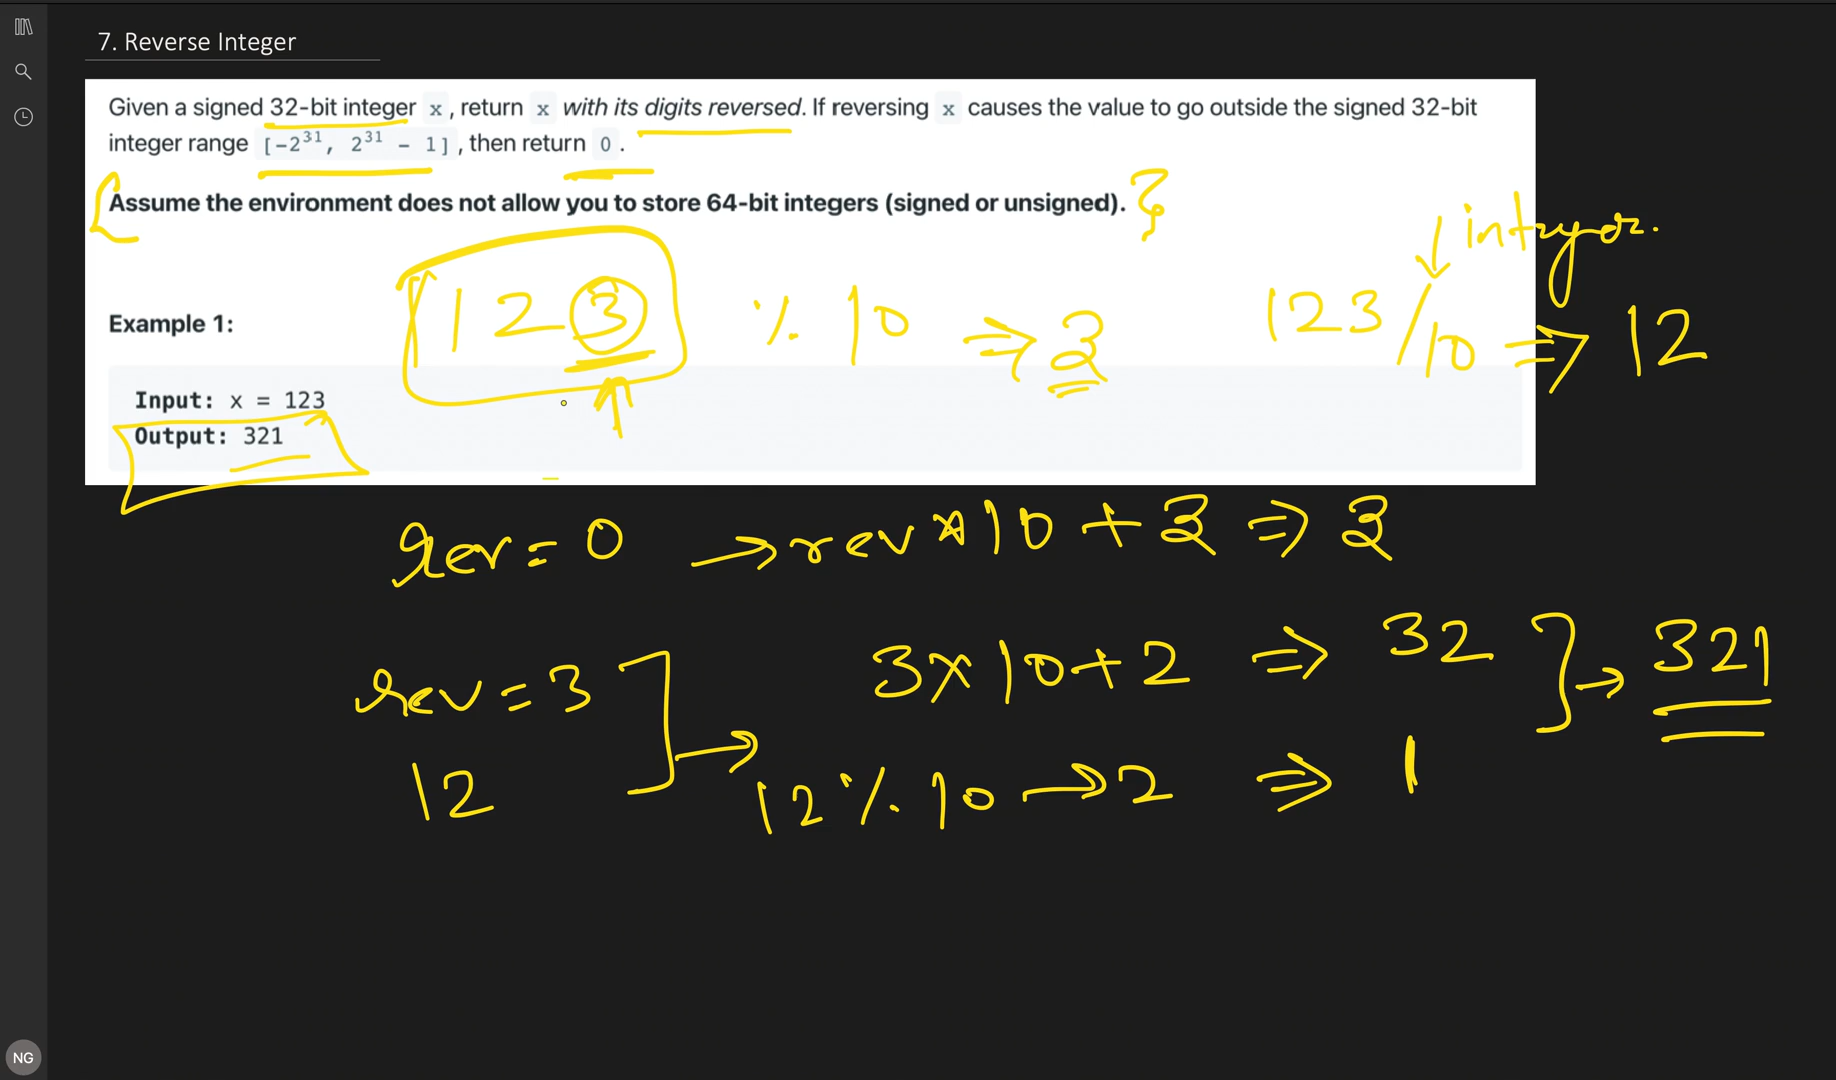 7. Reverse Integer
Given a signed 32-bit integer x, return x with its digits reversed. If reversing x causes the value to go outside the signed 32-bit
integer range [-2³¹, 2³¹ - 1], then return 0.
Assume the environment does not allow you to store 64-bit integers (signed or unsigned).
integer.
123 % 10 ⇒ 3
123/10 ⇒ 12
Example 1:
Input: x = 123
Output: 321
rev = 0 → rev * 10 + 3 ⇒ 3
rev = 3
3 x 10 + 2 ⇒ 32
→ 321
12 → 12 % 10 → 2 ⇒ 1
NG